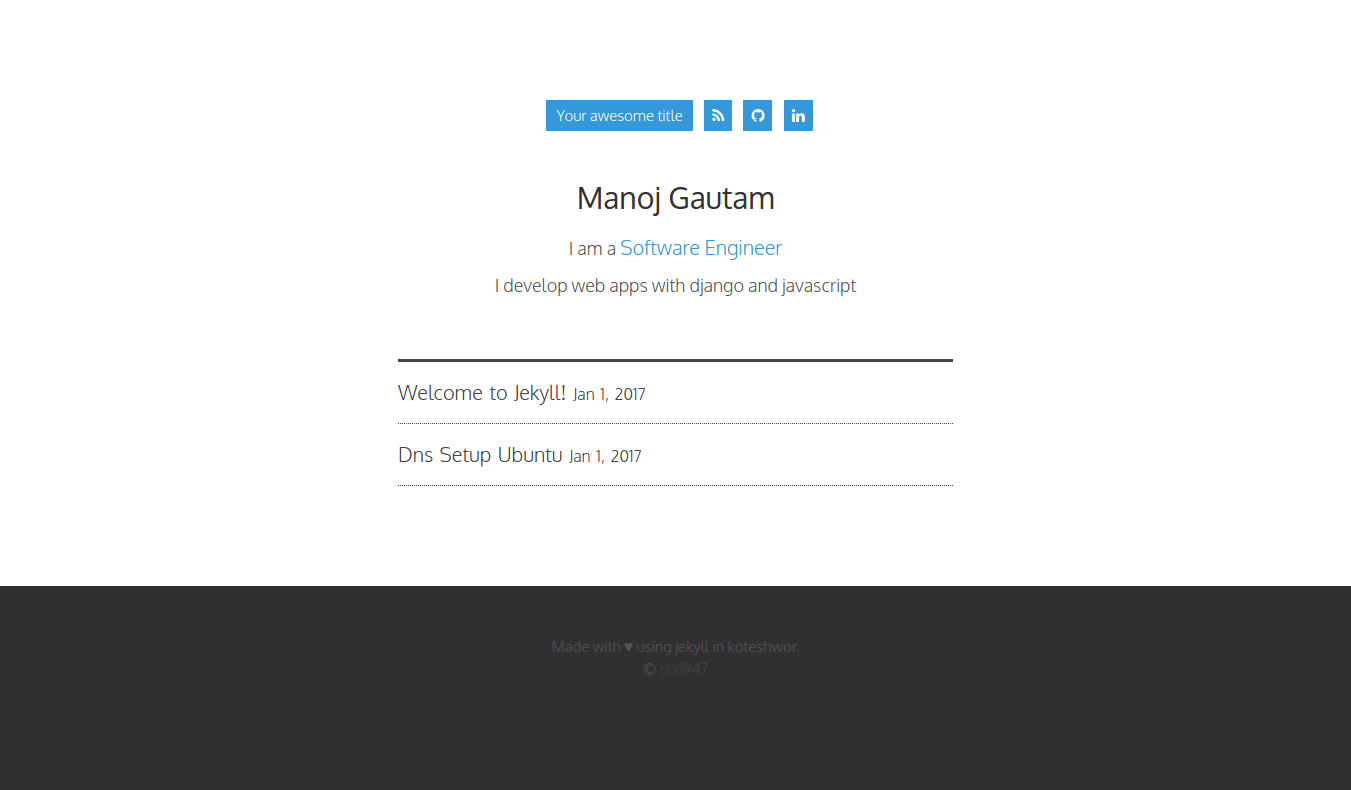 Your awesome title
Manoj Gautam
I am a Software Engineer
I develop web apps with django and javascript
Welcome to Jekyll! Jan 1, 2017
Dns Setup Ubuntu Jan 1, 2017
Made with ♥ using jekyll in koteshwor.
© nix1947